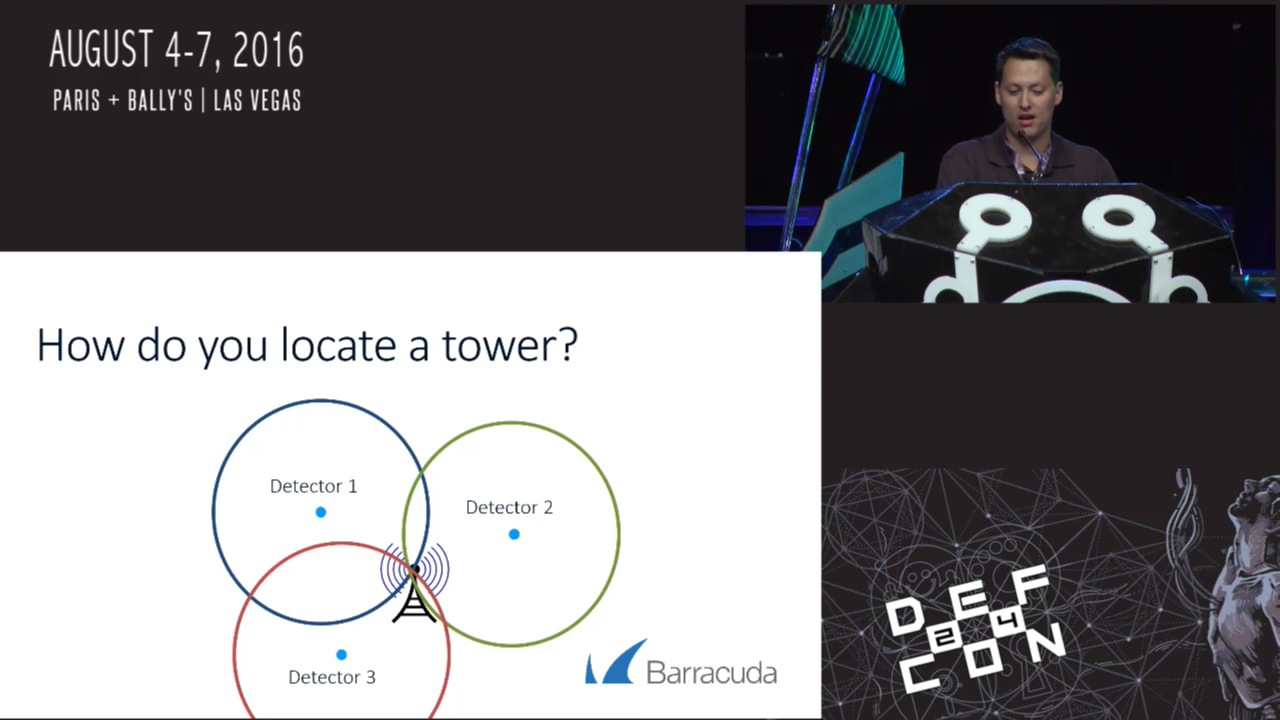 AUGUST 4-7, 2016
PARIS + BALLY'S | LAS VEGAS
How do you locate a tower?
Detector 1
Detector 2
Detector 3
Barracuda
DEF
24
CON